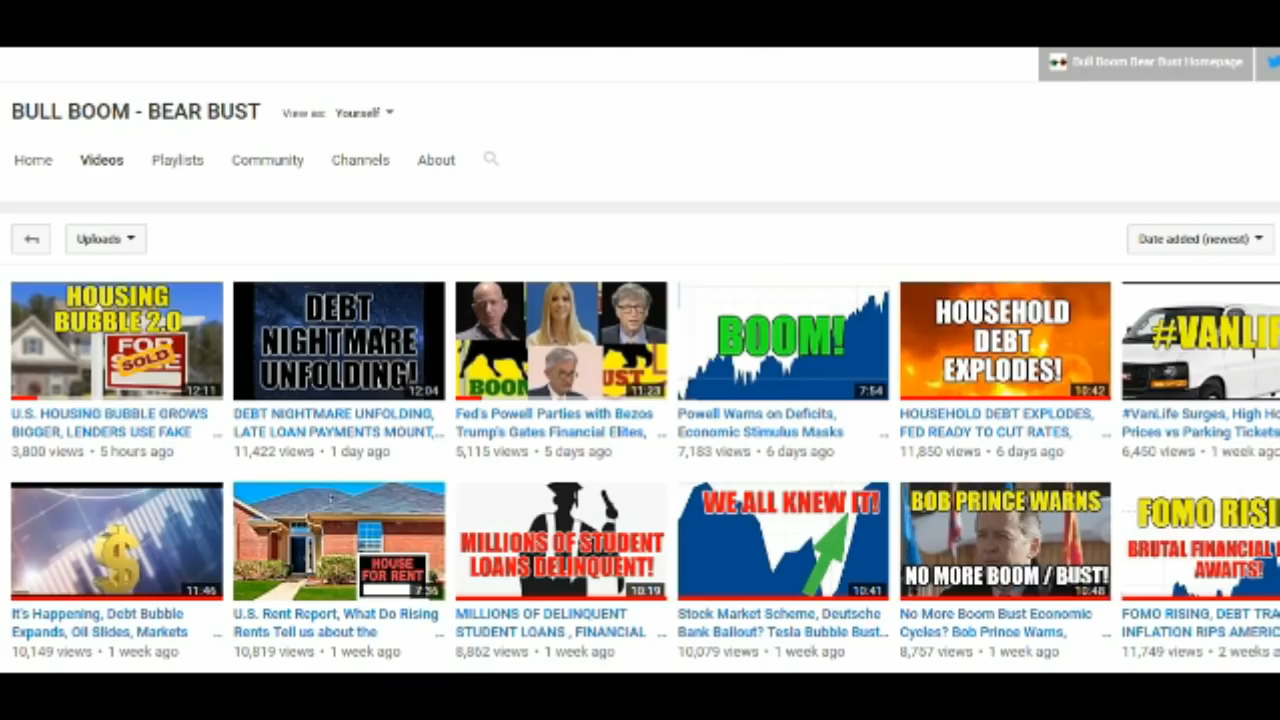 Bull Boom Bear Bust Homepage
BULL BOOM - BEAR BUST View as: Yourself
Home Videos Playlists Community Channels About
Uploads Date added (newest)
HOUSING
BUBBLE 2.0
FOR
SOLD
12:11
DEBT
NIGHTMARE
UNFOLDING!
12:04
BOOM
UST
11:23
BOOM!
7:54
HOUSEHOLD
DEBT
EXPLODES!
10:42
#VANLIF
U.S. HOUSING BUBBLE GROWS
BIGGER, LENDERS USE FAKE ...
3,800 views • 5 hours ago
DEBT NIGHTMARE UNFOLDING,
LATE LOAN PAYMENTS MOUNT,...
11,422 views • 1 day ago
Fed's Powell Parties with Bezos
Trump's Gates Financial Elites, ...
5,115 views • 5 days ago
Powell Warns on Deficits,
Economic Stimulus Masks ...
7,183 views • 6 days ago
HOUSEHOLD DEBT EXPLODES,
FED READY TO CUT RATES, ...
11,850 views • 6 days ago
#VanLife Surges, High Ho
Prices vs Parking Tickets
6,450 views • 1 week ago
$
11:46
HOUSE
FOR RENT
7:36
MILLIONS OF STUDENT
LOANS DELINQUENT!
10:19
WE ALL KNEW IT!
10:41
BOB PRINCE WARNS
NO MORE BOOM / BUST!
10:48
FOMO RISI
BRUTAL FINANCIAL
AWAITS!
It's Happening, Debt Bubble
Expands, Oil Slides, Markets ...
10,149 views • 1 week ago
U.S. Rent Report, What Do Rising
Rents Tell us about the ...
10,819 views • 1 week ago
MILLIONS OF DELINQUENT
STUDENT LOANS , FINANCIAL ...
8,862 views • 1 week ago
Stock Market Scheme, Deutsche
Bank Bailout? Tesla Bubble Bust...
10,079 views • 1 week ago
No More Boom Bust Economic
Cycles? Bob Prince Warns, ...
8,757 views • 1 week ago
FOMO RISING, DEBT TRA
INFLATION RIPS AMERIC
11,749 views • 2 weeks a